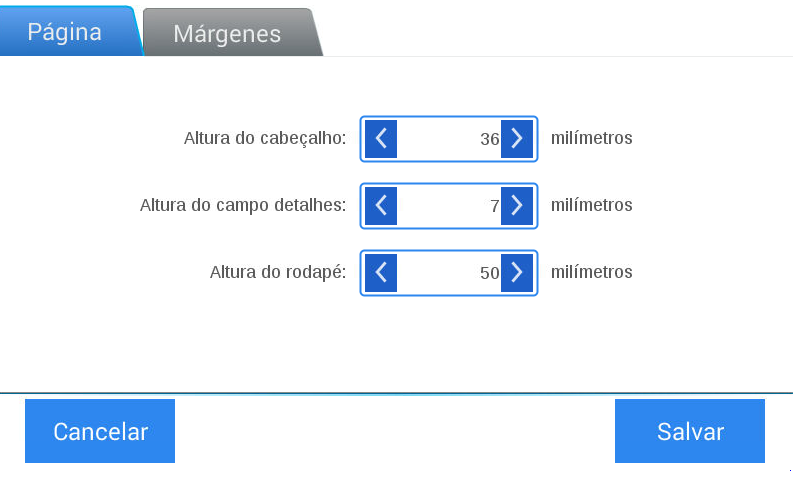 Página
Márgenes
Altura do cabeçalho: 36 milímetros
Altura do campo detalhes: 7 milímetros
Altura do rodapé: 50 milímetros
Cancelar
Salvar